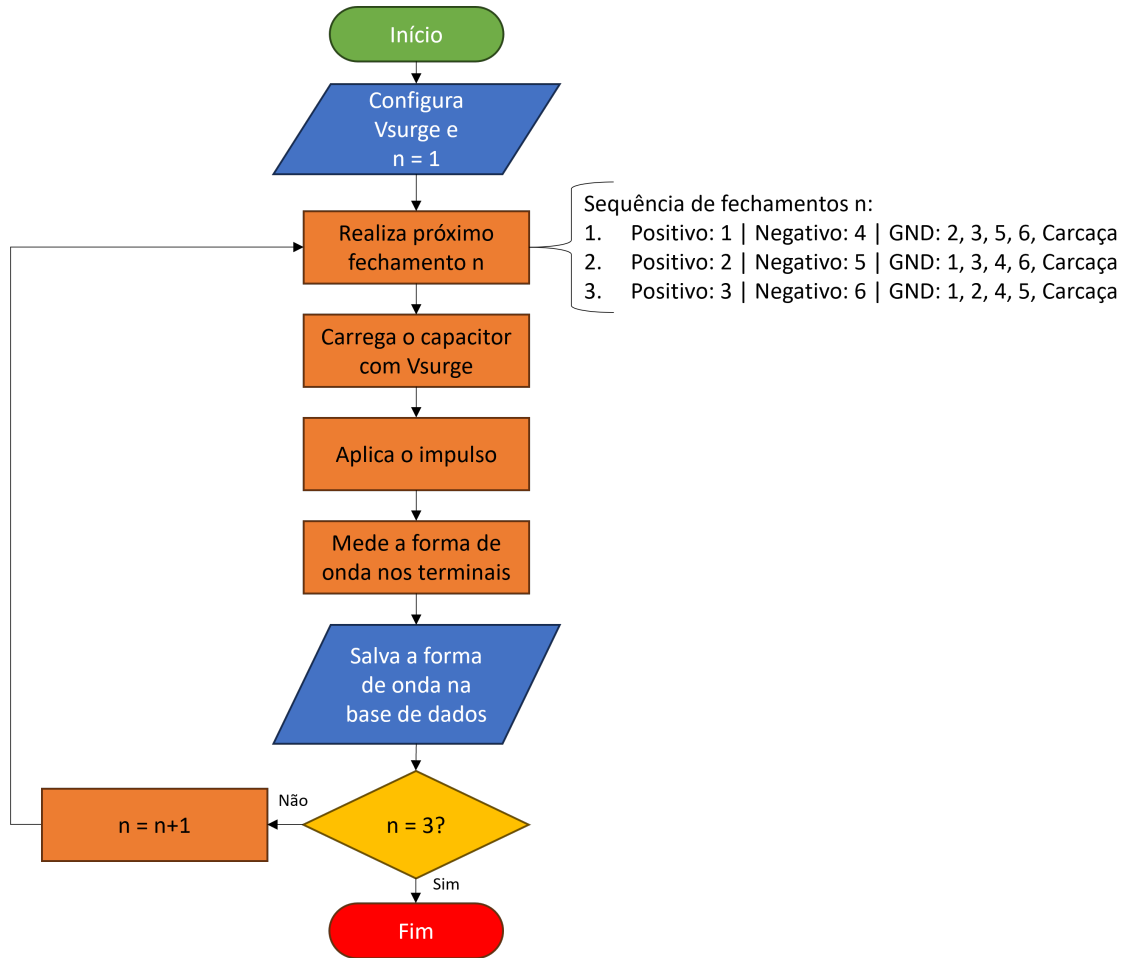 Início
Configura
Vsurge e
n = 1
Realiza próximo
fechamento n
Sequência de fechamentos n:
1. Positivo: 1 | Negativo: 4 | GND: 2, 3, 5, 6, Carcaça
2. Positivo: 2 | Negativo: 5 | GND: 1, 3, 4, 6, Carcaça
3. Positivo: 3 | Negativo: 6 | GND: 1, 2, 4, 5, Carcaça
Carrega o capacitor
com Vsurge
Aplica o impulso
Mede a forma de
onda nos terminais
Salva a forma
de onda na
base de dados
n = 3?
Não
n = n+1
Sim
Fim